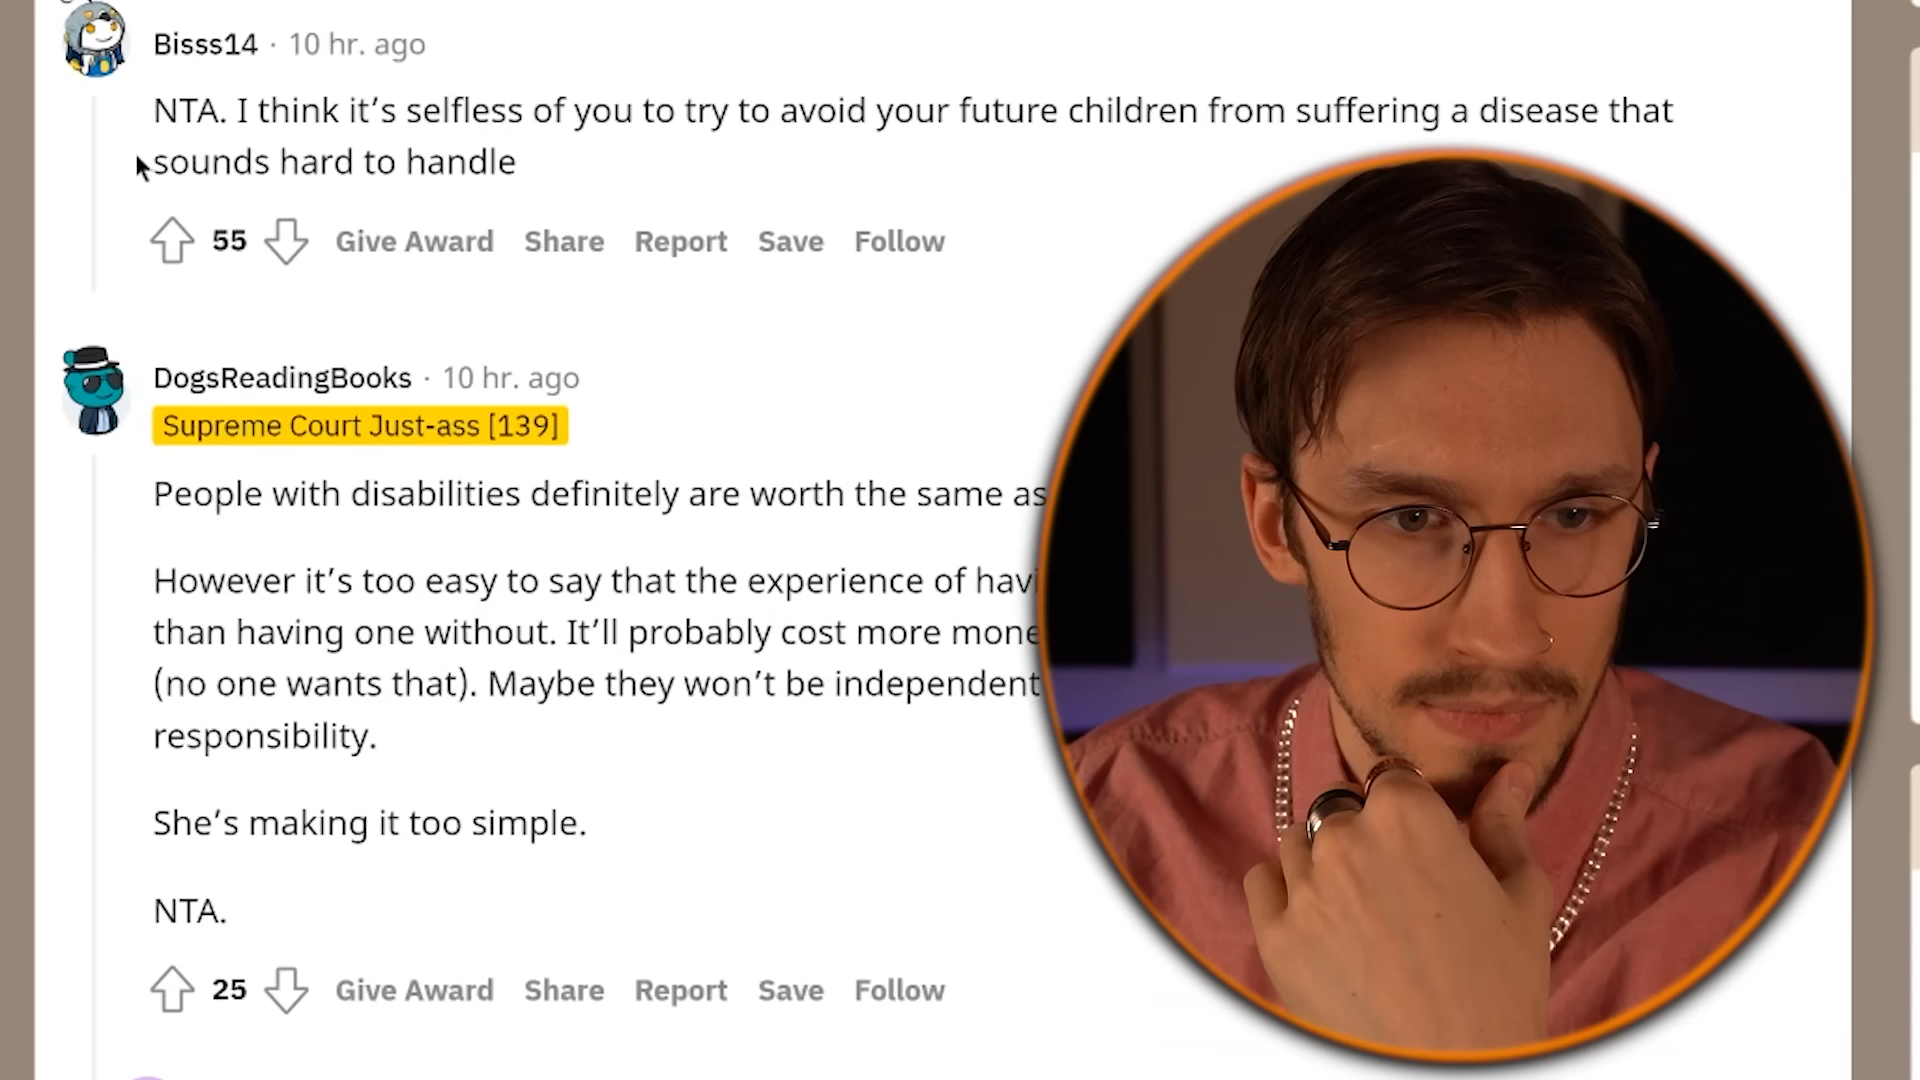 Bisss14 · 10 hr. ago
NTA. I think it’s selfless of you to try to avoid your future children from suffering a disease that
sounds hard to handle
55 Give Award Share Report Save Follow
DogsReadingBooks · 10 hr. ago
Supreme Court Just-ass [139]
People with disabilities definitely are worth the same as
However it’s too easy to say that the experience of
than having one without. It’ll probably cost more
(no one wants that). Maybe they won’t be independent
responsibility.
She’s making it too simple.
NTA.
25 Give Award Share Report Save Follow